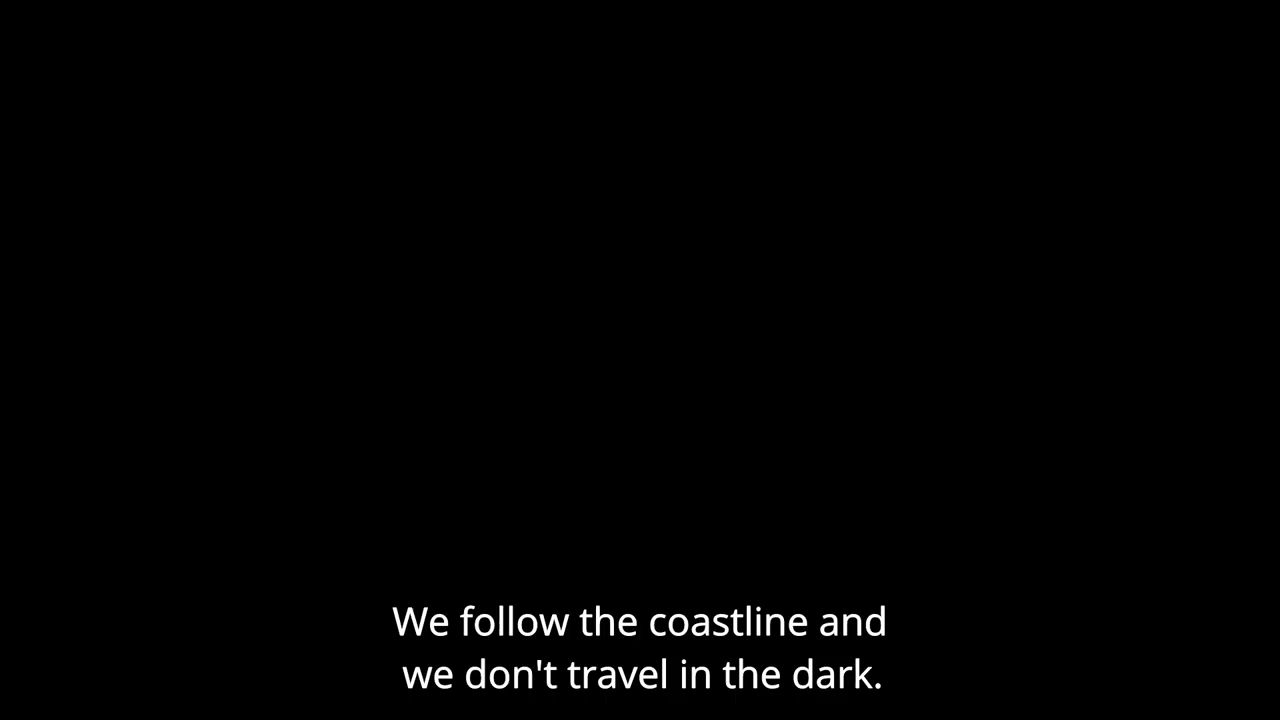 We follow the coastline and
we don't travel in the dark.